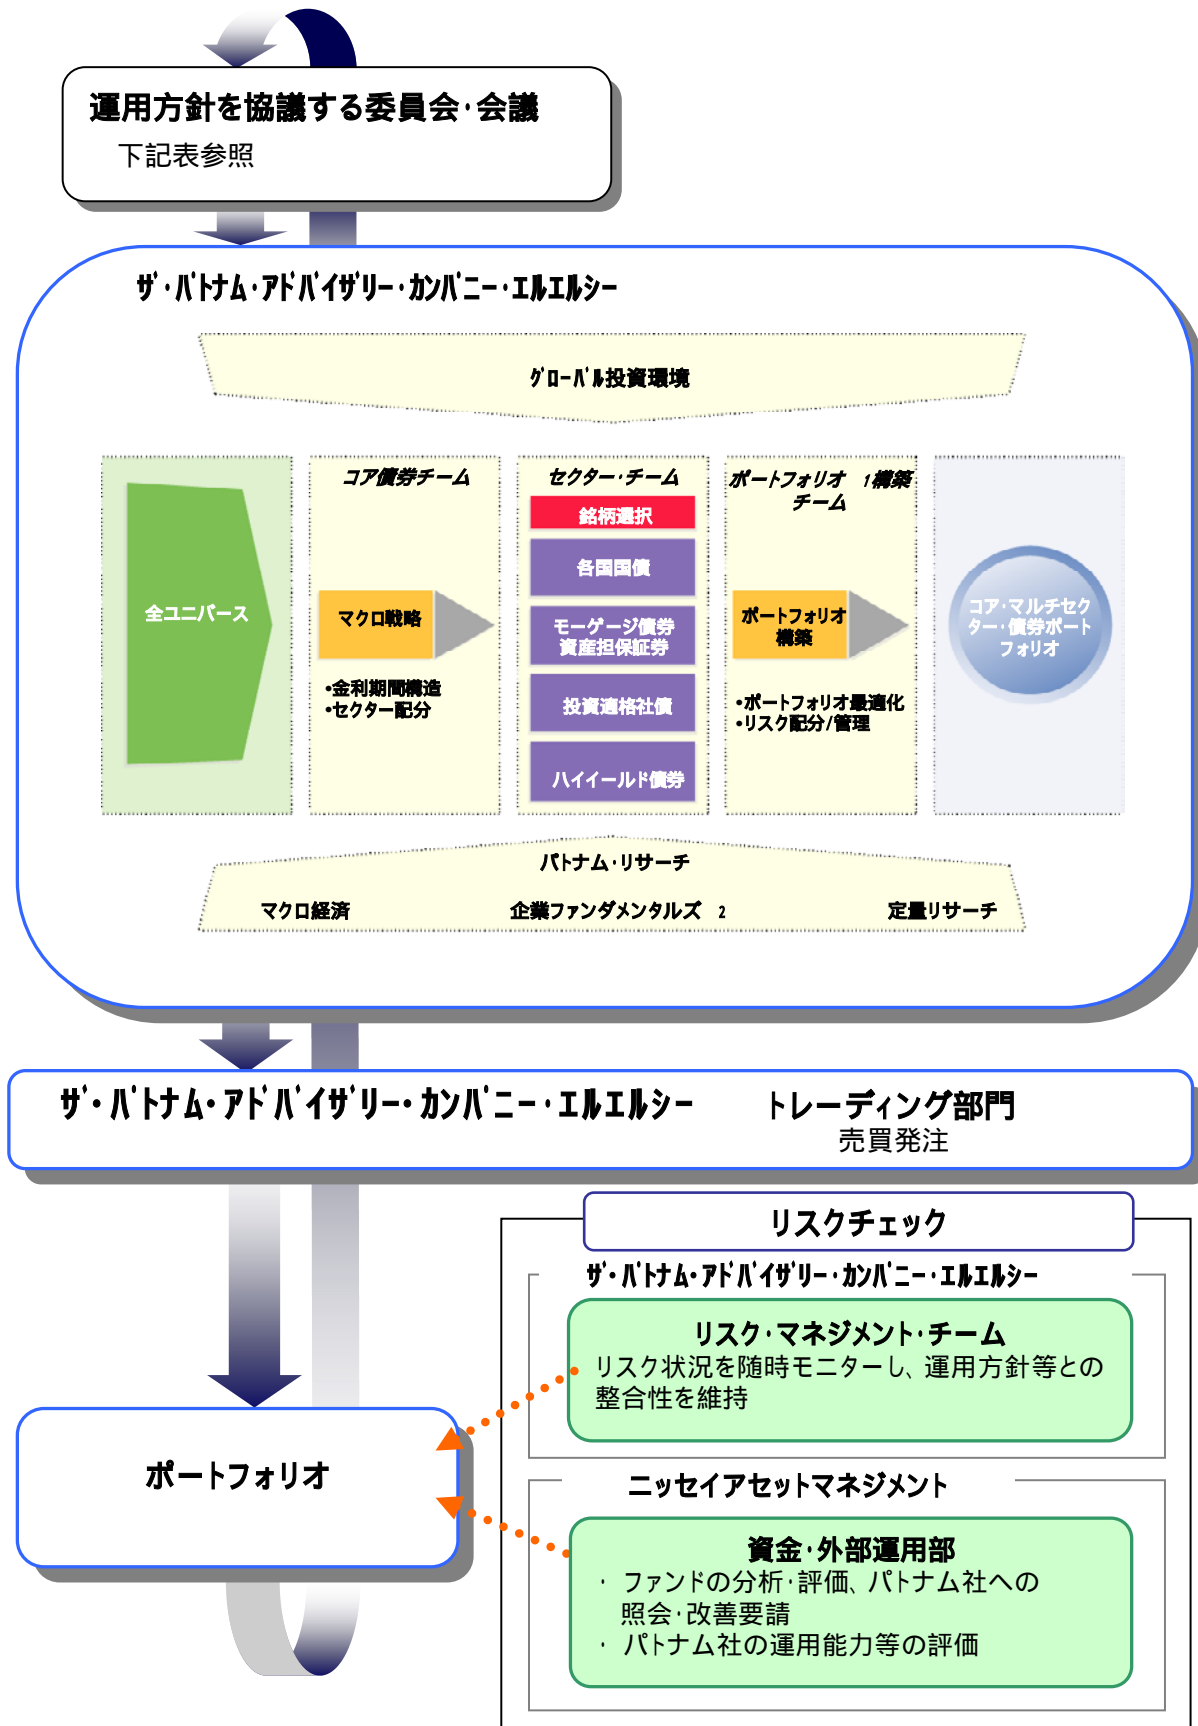 運用方針を協議する委員会・会議
下記表参照
ザ・パトナム・アドバイザリー・カンパニー・エルエルシー
グローバル投資環境
全ユニバース
コア債券チーム
マクロ戦略
・金利期間構造
・セクター配分
セクター・チーム
銘柄選択
各国国債
モーゲージ債券
資産担保証券
投資適格社債
ハイイールド債券
ポートフォリオ 1構築
チーム
ポートフォリオ
構築
・ポートフォリオ最適化
・リスク配分/管理
コア・マルチセク
ター・債券ポート
フォリオ
パトナム・リサーチ
マクロ経済 企業ファンダメンタルズ 2 定量リサーチ
ザ・パトナム・アドバイザリー・カンパニー・エルエルシー トレーディング部門
売買発注
リスクチェック
ザ・パトナム・アドバイザリー・カンパニー・エルエルシー
リスク・マネジメント・チーム
リスク状況を随時モニターし、運用方針等との
整合性を維持
ポートフォリオ
ニッセイアセットマネジメント
資金・外部運用部
・ ファンドの分析・評価、パトナム社への
照会・改善要請
・ パトナム社の運用能力等の評価